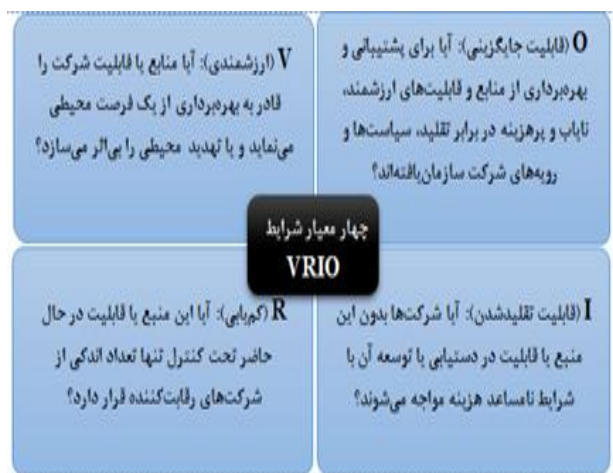 O (قابلیت جایگزینی): آیا برای پشتیبانی و
بهره‌برداری از منابع و قابلیت‌های ارزشمند،
نایاب و پرهزینه در برابر تقلید، سیاست‌ها و
رویه‌های شرکت سازمان‌یافته‌اند؟
V (ارزشمندی): آیا منابع یا قابلیت شرکت را
قادر به بهره‌برداری از یک فرصت محیطی
می‌نماید و یا تهدید محیطی را بی‌اثر می‌سازد؟
چهار معیار شرایط
VRIO
I (قابلیت تقلیدشدن): آیا شرکت‌ها بدون این
منبع یا قابلیت در دستیابی یا توسعه آن با
شرایط نامساعد هزینه مواجه می‌شوند؟
R (کم‌یابی): آیا این منبع یا قابلیت در حال
حاضر تحت کنترل تنها تعداد اندکی از
شرکت‌های رقابت‌کننده قرار دارد؟